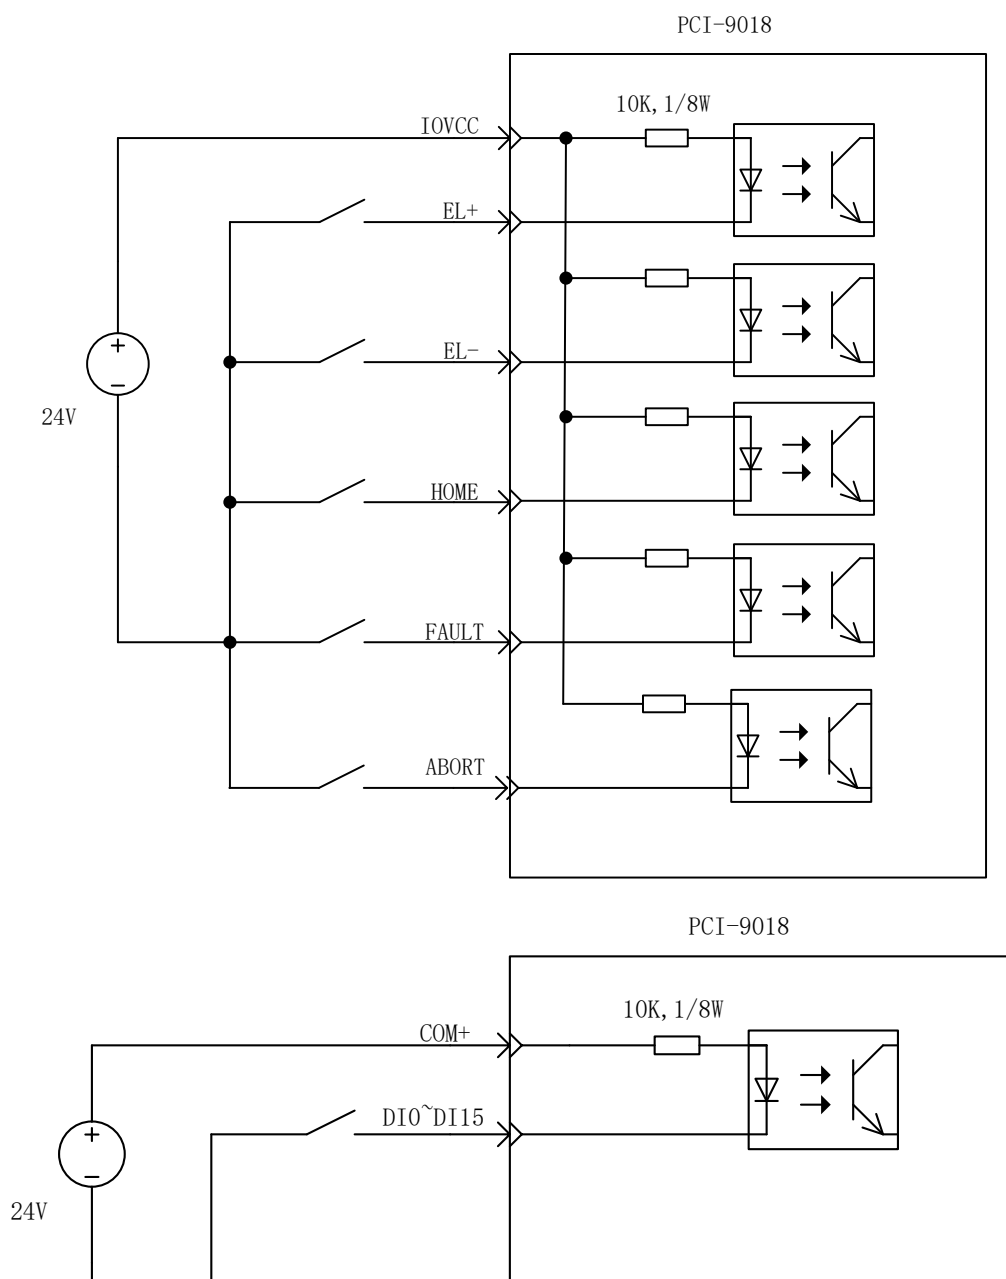 PCI-9018
10K, 1/8W
IOVCC
EL+
EL-
24V
HOME
FAULT
ABORT
PCI-9018
10K, 1/8W
COM+
DI0~DI15
24V